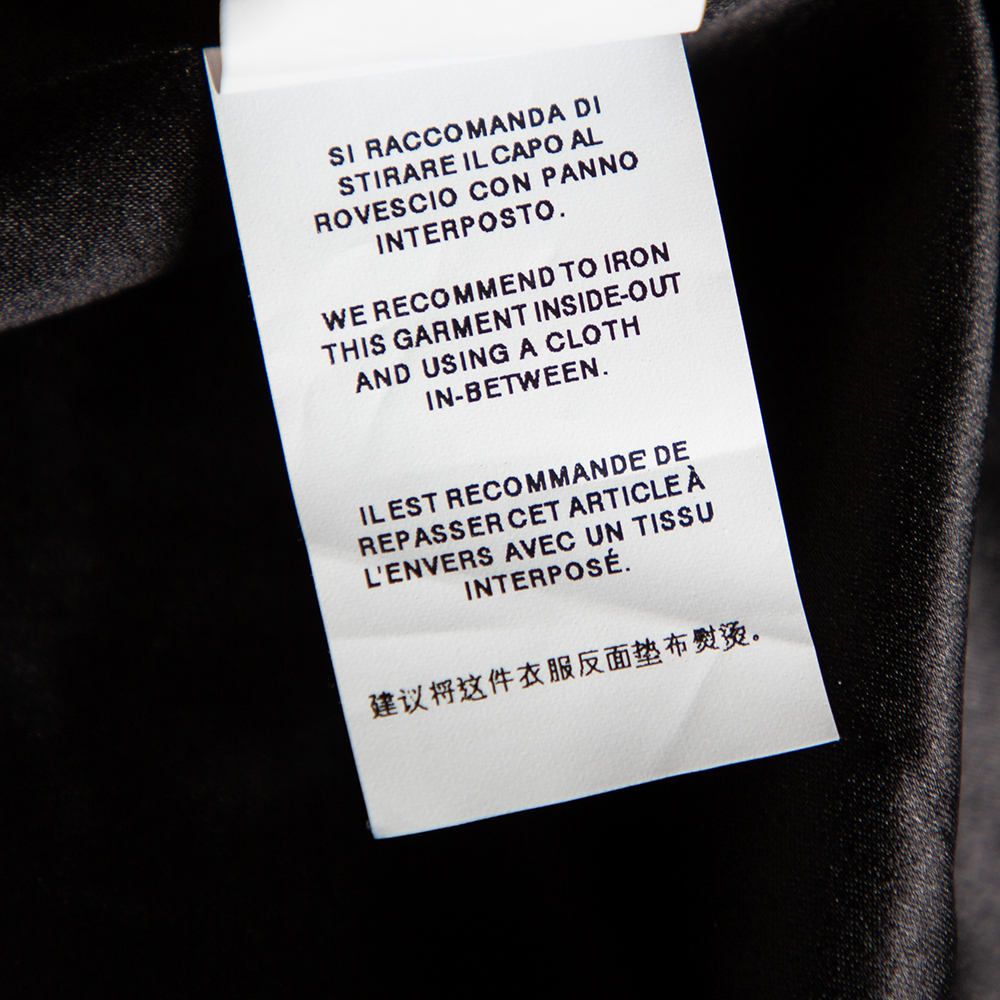 SI RACCOMANDA DI
STIRARE IL CAPO AL
ROVESCIO CON PANNO
INTERPOSTO.
WE RECOMMEND TO IRON
THIS GARMENT INSIDE-OUT
AND USING A CLOTH
IN-BETWEEN.
IL EST RECOMMANDE' DE
REPASSER CET ARTICLE À
L'ENVERS AVEC UN TISSU
INTERPOSÉ.
建议将这件衣服反面垫布熨烫。